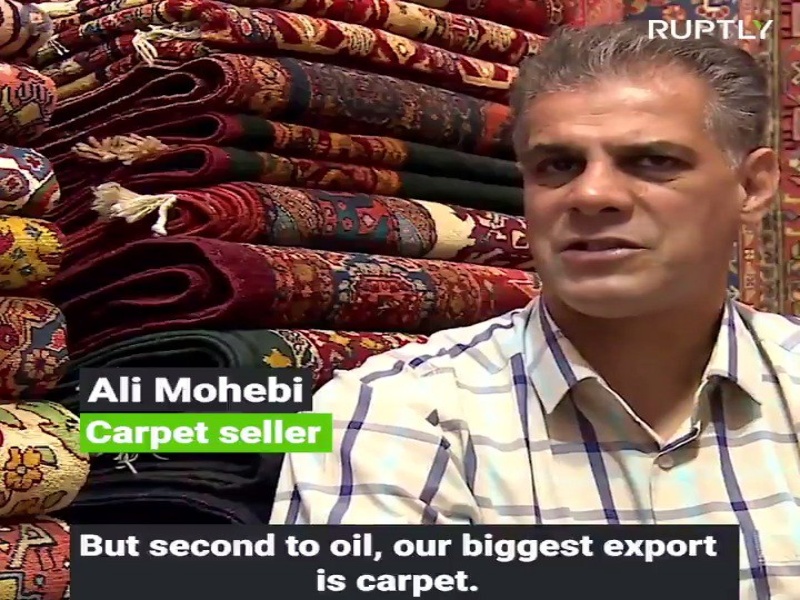 RUPTLY
Ali Mohebi
Carpet seller
But second to oil, our biggest export
is carpet.